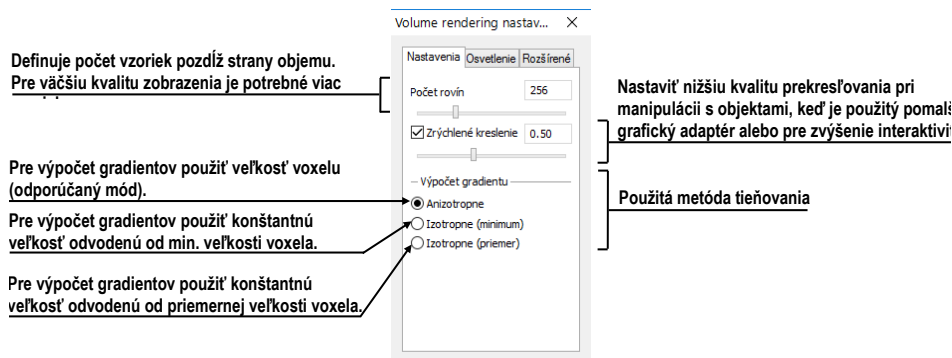 Volume rendering nastav...
Definuje počet vzoriek pozdĺž strany objemu.
Pre väčšiu kvalitu zobrazenia je potrebné viac
Nastavenia Osvetlenie Rozšírené
Počet rovín 256
Zrýchlené kreslenie 0.50
Nastaviť nižšiu kvalitu prekresľovania pri
manipulácii s objektami, keď je použitý
grafický adaptér alebo pre zvýšenie
Pre výpočet gradientov použiť veľkosť voxelu
(odporúčaný mód).
Pre výpočet gradientov použiť konštantnú
veľkosť odvodenú od min. veľkosti voxela.
Pre výpočet gradientov použiť konštantnú
veľkosť odvodenú od priemernej veľkosti voxela.
Výpočet gradientu
Anizotropne
Izotropne (minimum)
Izotropne (priemer)
Použitá metóda tieňovania